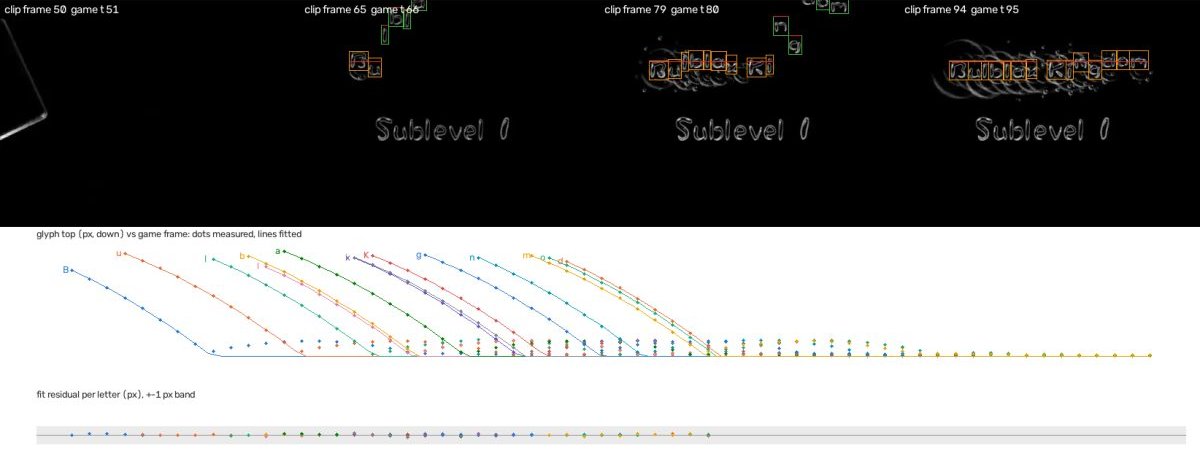 clip frame 50 game t 51
clip frame 65 game t 66
clip frame 79 game t 80
clip frame 94 game t 95
l b l
B u
Sublevel 1
o m
n
g
B u l b l a x K i
Sublevel 1
B u l b l a x K i n g d o m
Sublevel 1
glyph top (px, down) vs game frame: dots measured, lines fitted
B u l b l a k K g n m o d
fit residual per letter (px), +-1 px band